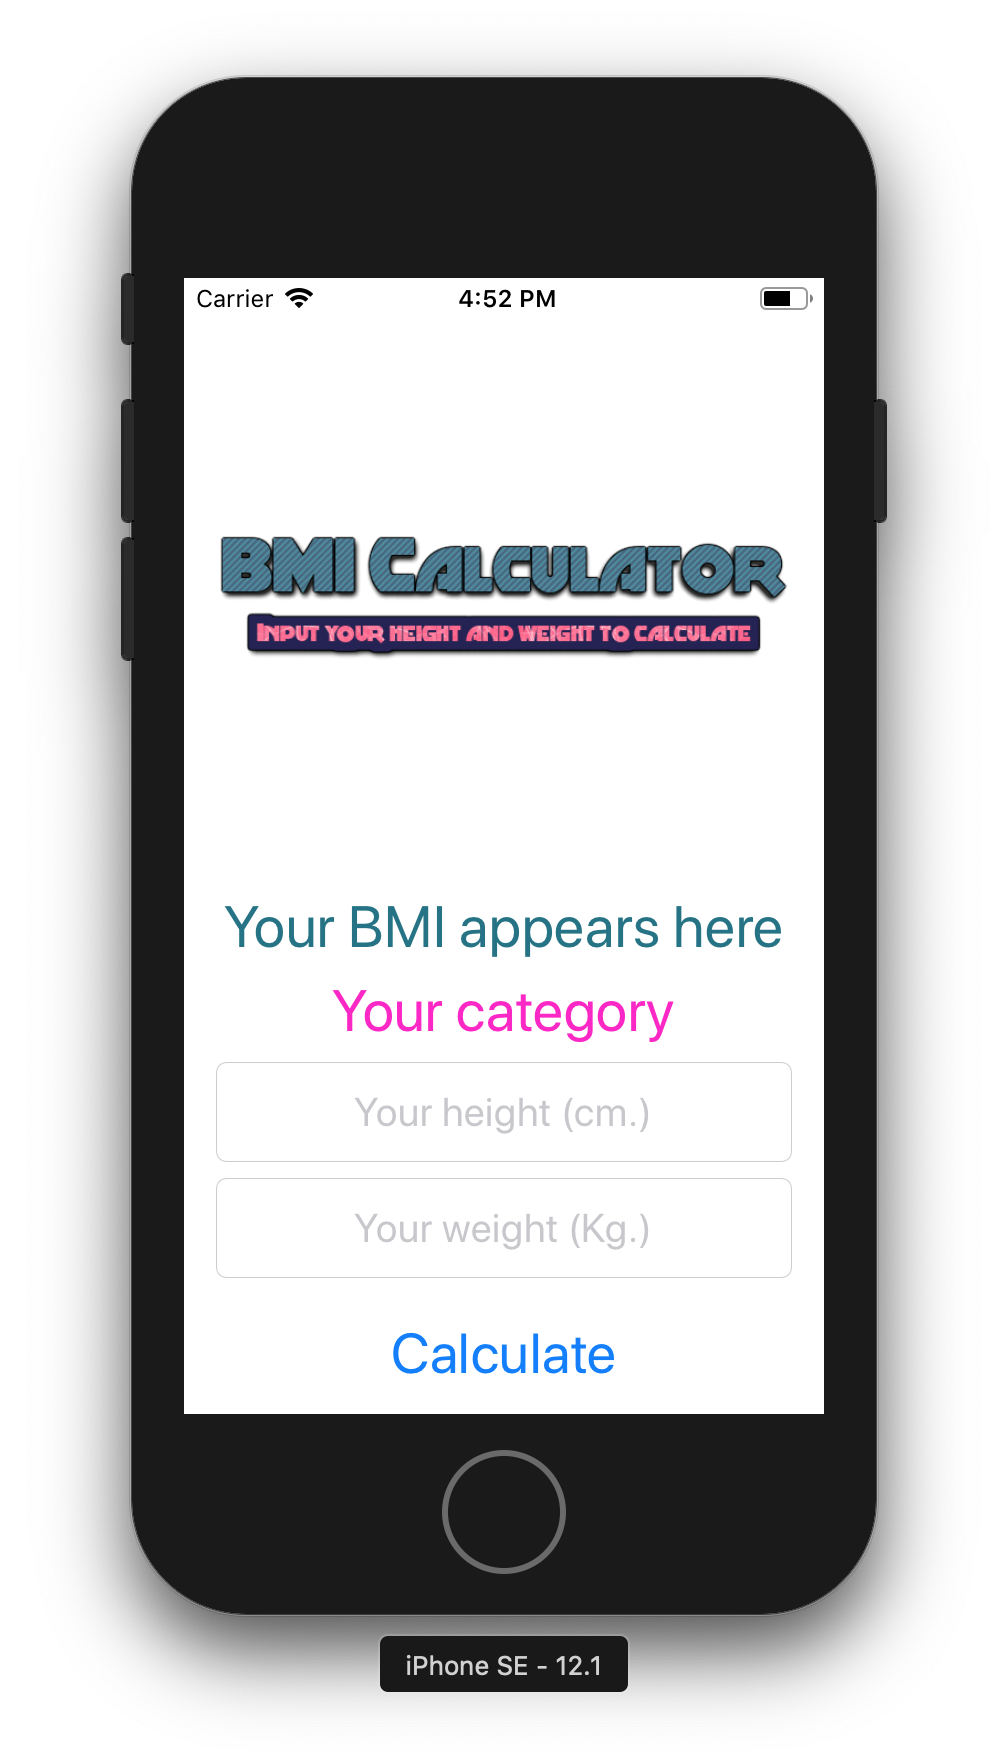 Carrier 4:52 PM
BMI Calculator
Input your height and weight to calculate
Your BMI appears here
Your category
Your height (cm.)
Your weight (Kg.)
Calculate
iPhone SE - 12.1